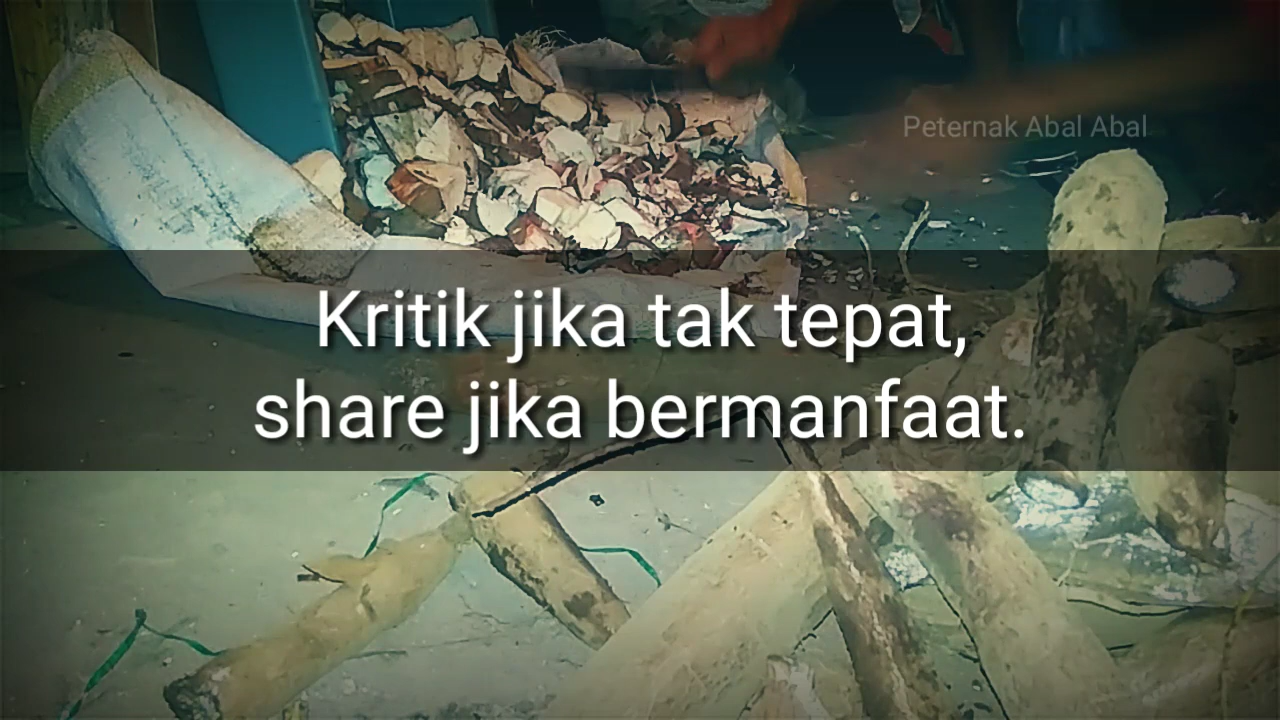 Peternak Abal Abal
Kritik jika tak tepat,
share jika bermanfaat.